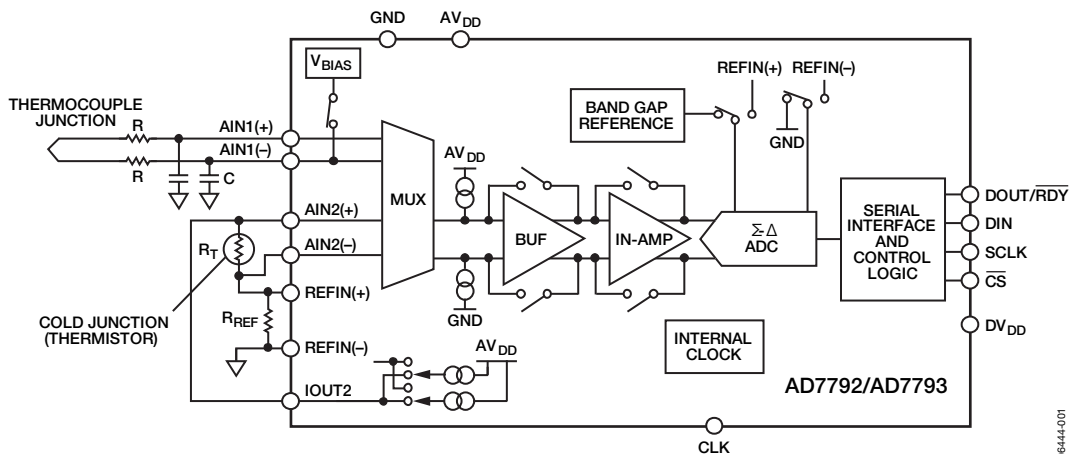 GND
AVDD
VBIAS
REFIN(+)
REFIN(–)
THERMOCOUPLE
JUNCTION
R
AIN1(+)
BAND GAP
REFERENCE
GND
AIN1(–)
R
C
MUX
AVDD
SERIAL
INTERFACE
AND
CONTROL
LOGIC
DOUT/RDY
DIN
SCLK
CS
DVDD
AIN2(+)
RT
AIN2(–)
BUF
IN-AMP
Σ-Δ
ADC
REFIN(+)
GND
COLD JUNCTION
(THERMISTOR)
RREF
INTERNAL
CLOCK
REFIN(–)
AVDD
IOUT2
AD7792/AD7793
CLK
6444-001